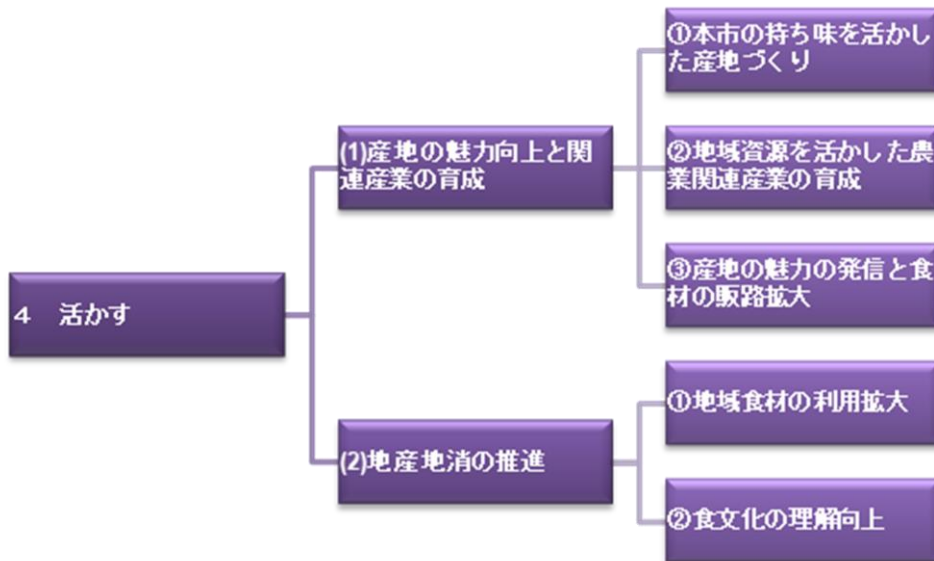 4　活かす
(1)産地の魅力向上と関
連産業の育成
①本市の持ち味を活かし
た産地づくり
②地域資源を活かした農
業関連産業の育成
③産地の魅力の発信と食
材の販路拡大
(2)地産地消の推進
①地域食材の利用拡大
②食文化の理解向上